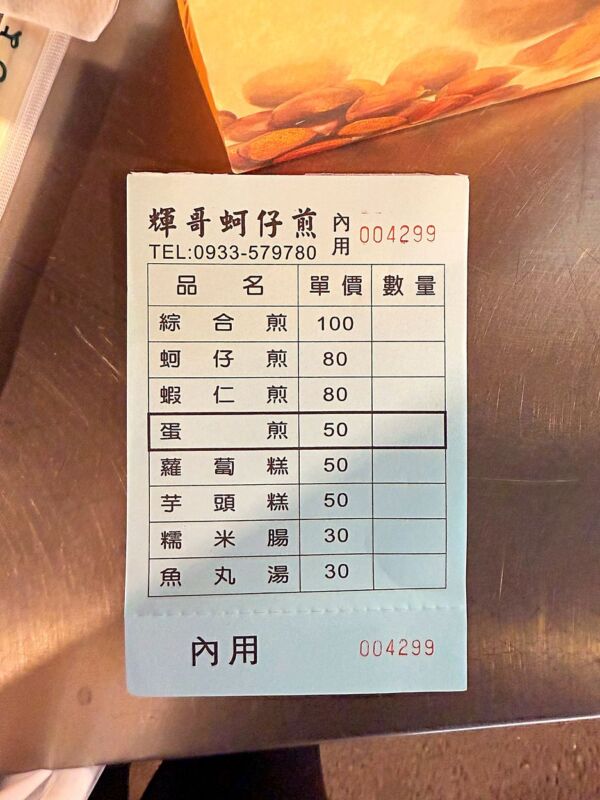 輝哥蚵仔煎 內用 004299
TEL:0933-579780
品名 單價 數量
綜合煎 100
蚵仔煎 80
蝦仁煎 80
蛋煎 50
蘿蔔糕 50
芋頭糕 50
糯米腸 30
魚丸湯 30
內用 004299